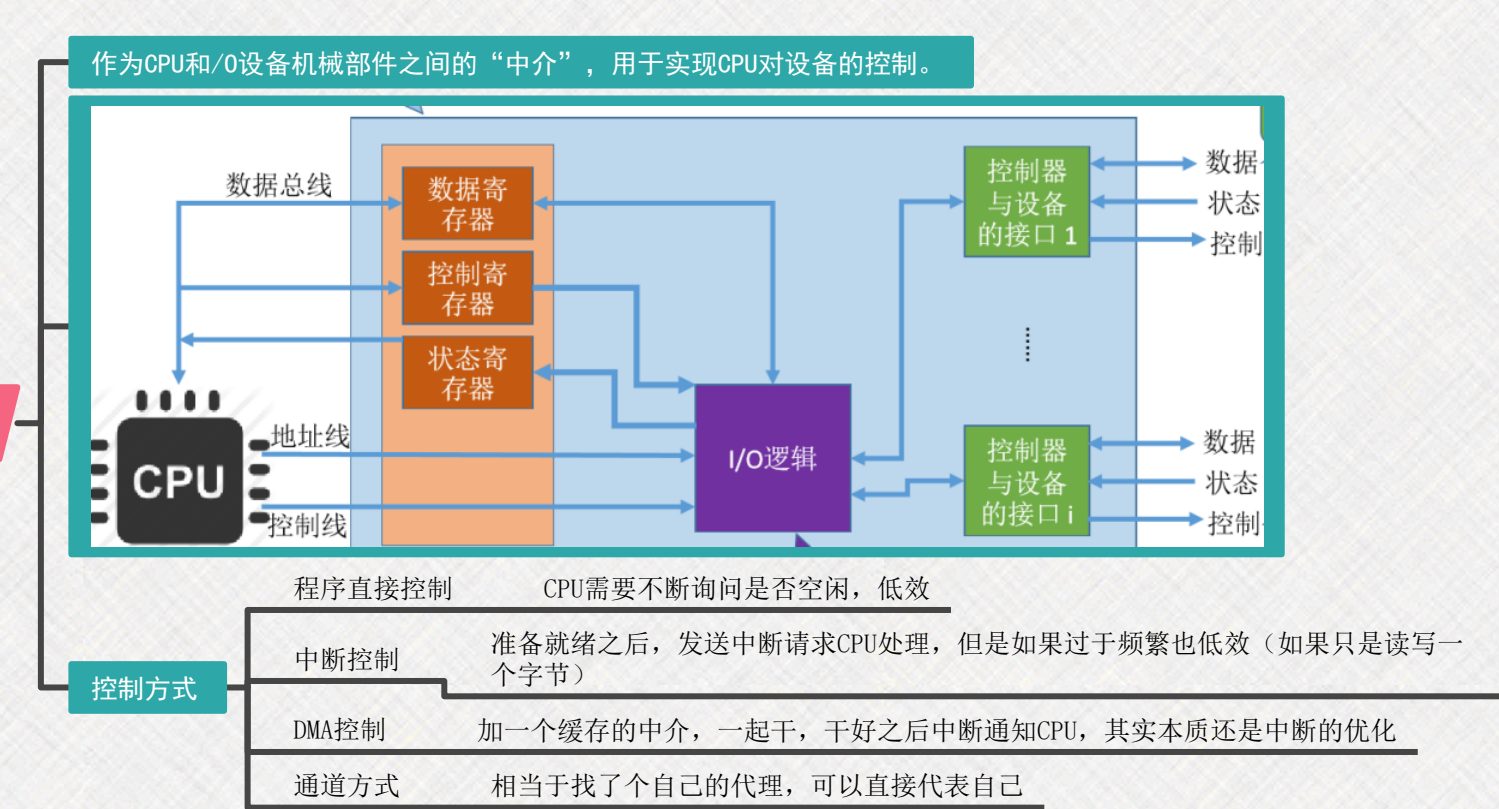 作为CPU和/O设备机械部件之间的“中介”，用于实现CPU对设备的控制。
数据总线
数据寄
存器
控制寄
存器
状态寄
存器
CPU
地址线
控制线
I/O逻辑
控制器
与设备
的接口 1
数据
状态
控制
……
控制器
与设备
的接口 i
数据
状态
控制
控制方式
程序直接控制
CPU需要不断询问是否空闲，低效
中断控制
准备就绪之后，发送中断请求CPU处理，但是如果过于频繁也低效（如果只是读写一
个字节）
DMA控制
加一个缓存的中介，一起干，干好之后中断通知CPU，其实本质还是中断的优化
通道方式
相当于找了个自己的代理，可以直接代表自己